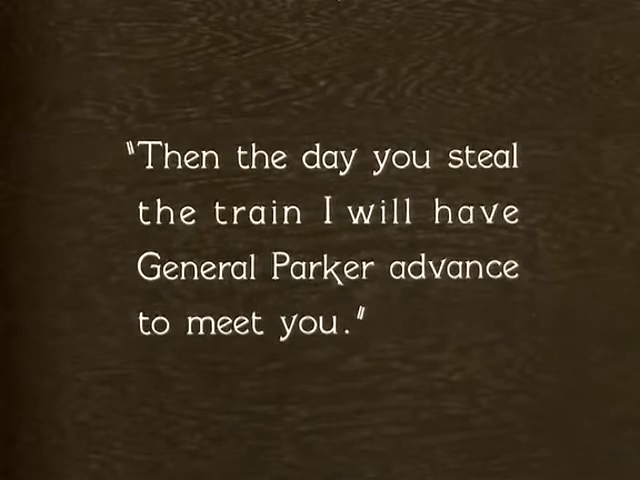 "Then the day you steal
the train I will have
General Parker advance
to meet you."